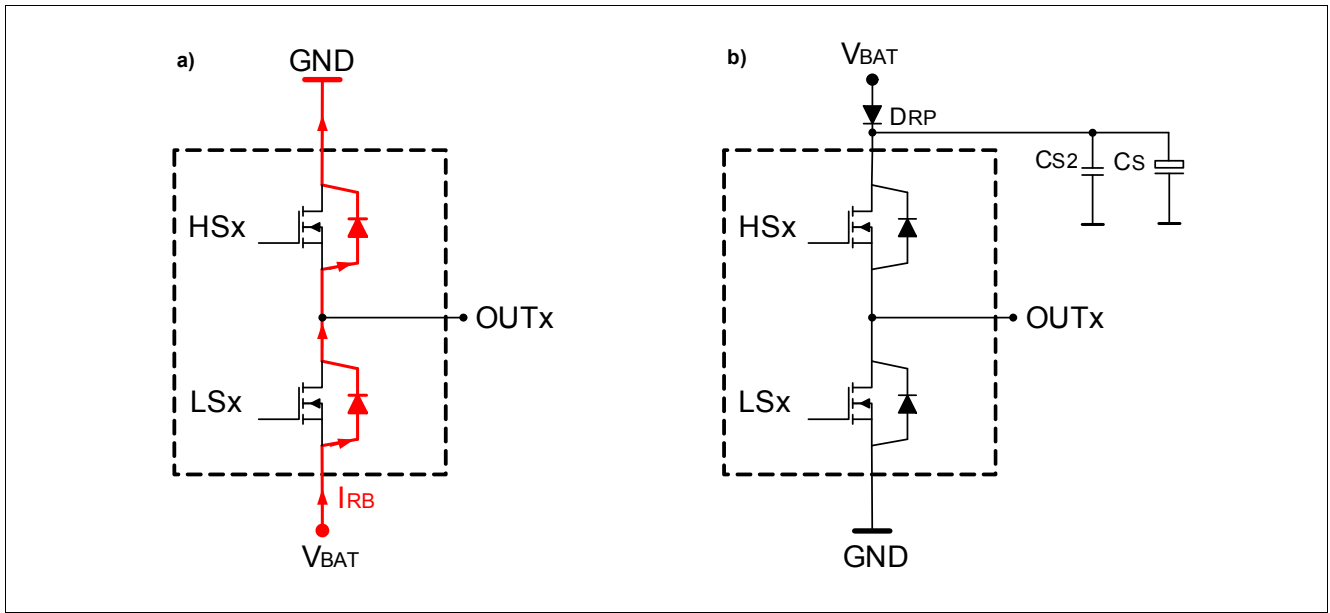 a)
GND
HSx
OUTx
LSx
IRB
VBAT
b)
VBAT
DRP
CS2
CS
HSx
OUTx
LSx
GND